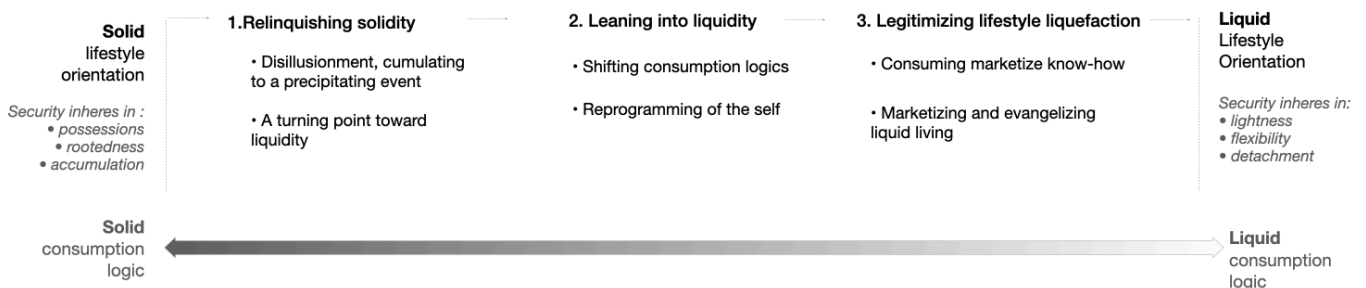 Solid
lifestyle
orientation
Security inheres in :
• possessions
• rootedness
• accumulation
1.Relinquishing solidity
• Disillusionment, cumulating
to a precipitating event
• A turning point toward
liquidity
2. Leaning into liquidity
• Shifting consumption logics
• Reprogramming of the self
3. Legitimizing lifestyle liquefaction
• Consuming marketize know-how
• Marketizing and evangelizing
liquid living
Liquid
Lifestyle
Orientation
Security inheres in:
• lightness
• flexibility
• detachment
Solid
consumption
logic
Liquid
consumption
logic